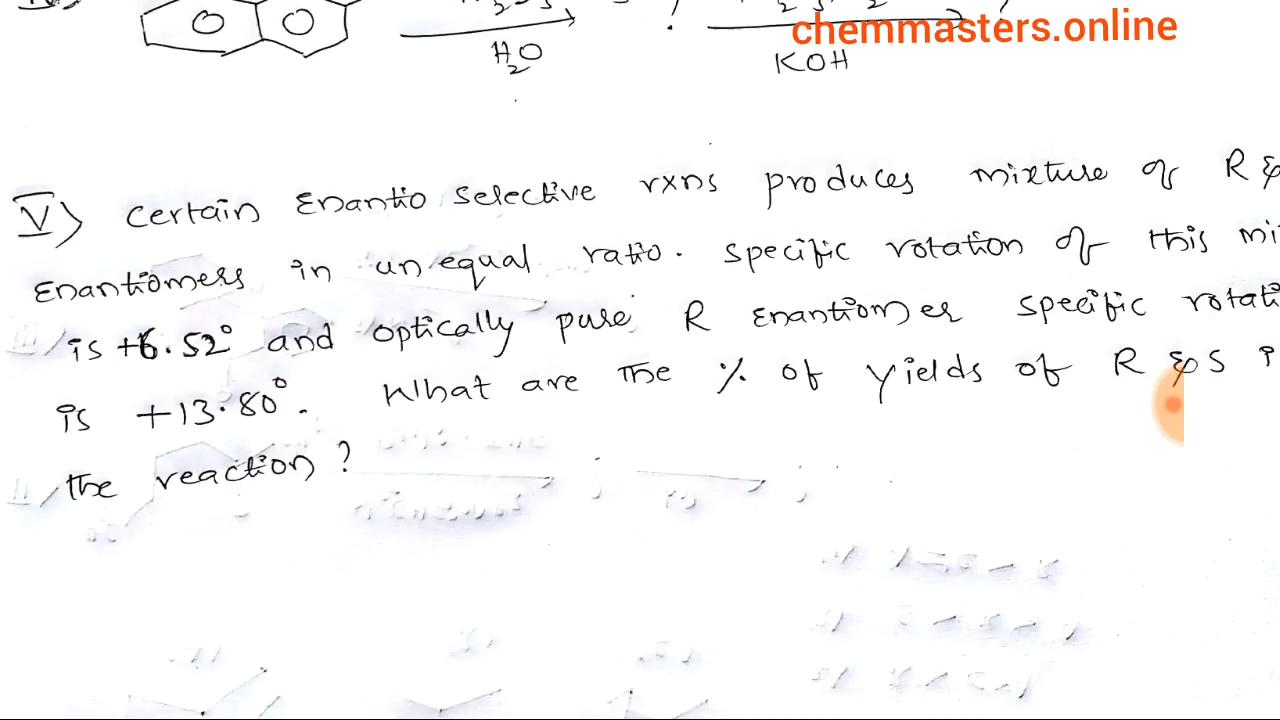 chemmasters.online
H2O
?
KOH
V) Certain Enantio selective rxns produces mixture of R &
Enantiomers in unequal ratio. Specific rotation of this mi
is +6.52° and optically pure R enantiomer specific rotati
is +13.80°. What are the % of yields of R & S i
the reaction?